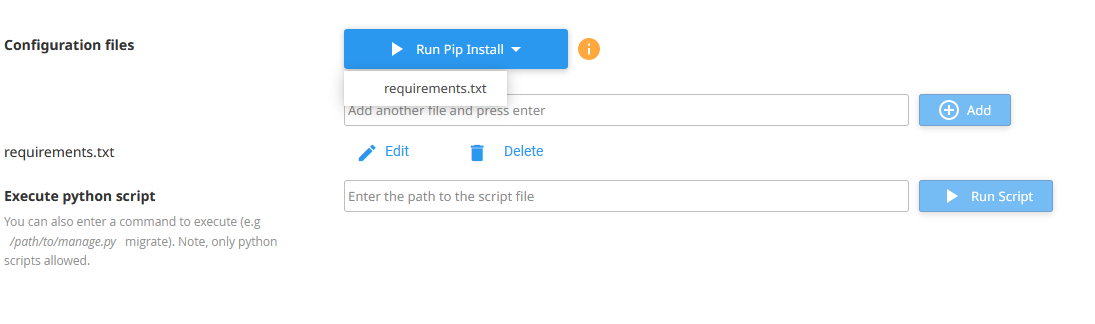 Configuration files
Run Pip Install
requirements.txt
Add another file and press enter
Add
requirements.txt
Edit
Delete
Execute python script
Enter the path to the script file
Run Script
You can also enter a command to execute (e.g
/path/to/manage.py migrate). Note, only python
scripts allowed.